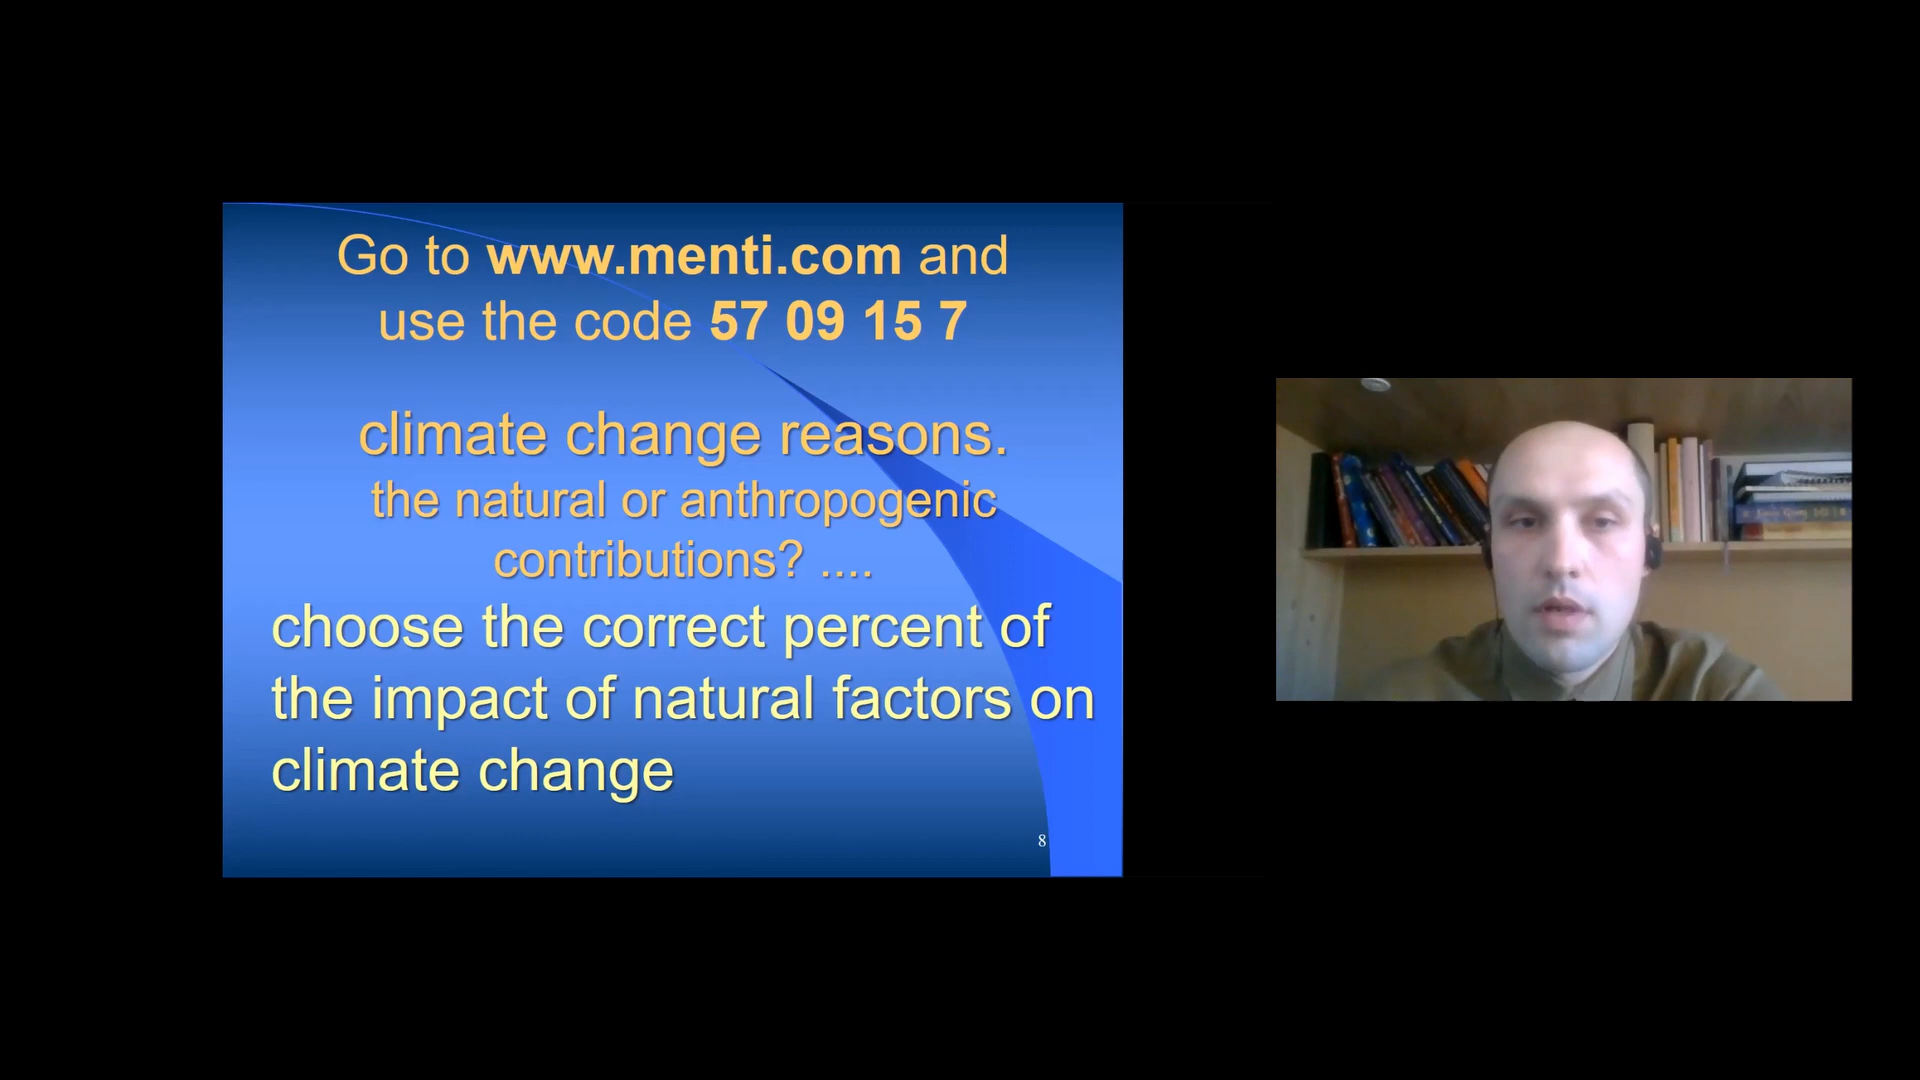 Go to www.menti.com and
use the code 57 09 15 7
climate change reasons.
the natural or anthropogenic
contributions? ....
choose the correct percent of
the impact of natural factors on
climate change
8